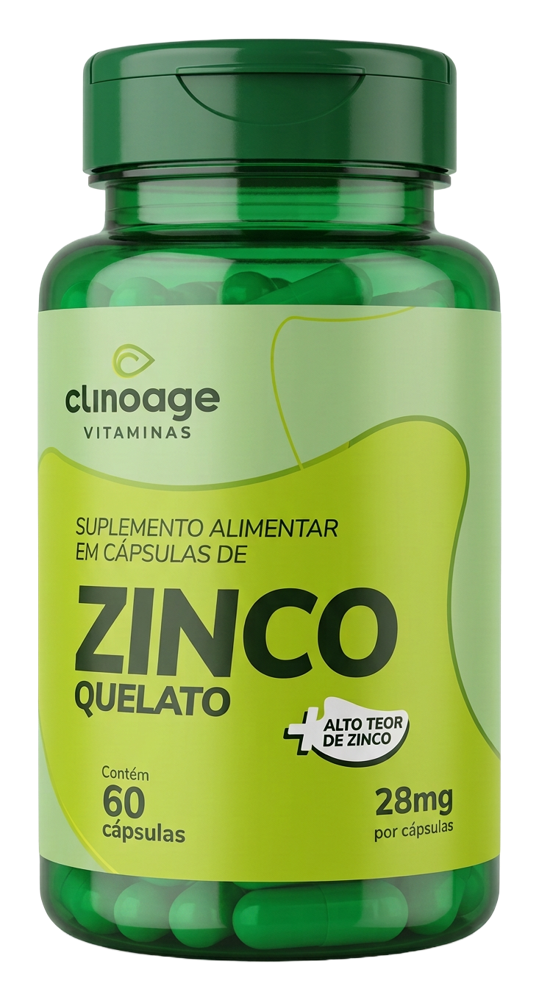 clinoage
VITAMINAS
SUPLEMENTO ALIMENTAR
EM CÁPSULAS DE
ZINCO
QUELATO
+ ALTO TEOR
DE ZINCO
Contém
60
cápsulas
28mg
por cápsulas